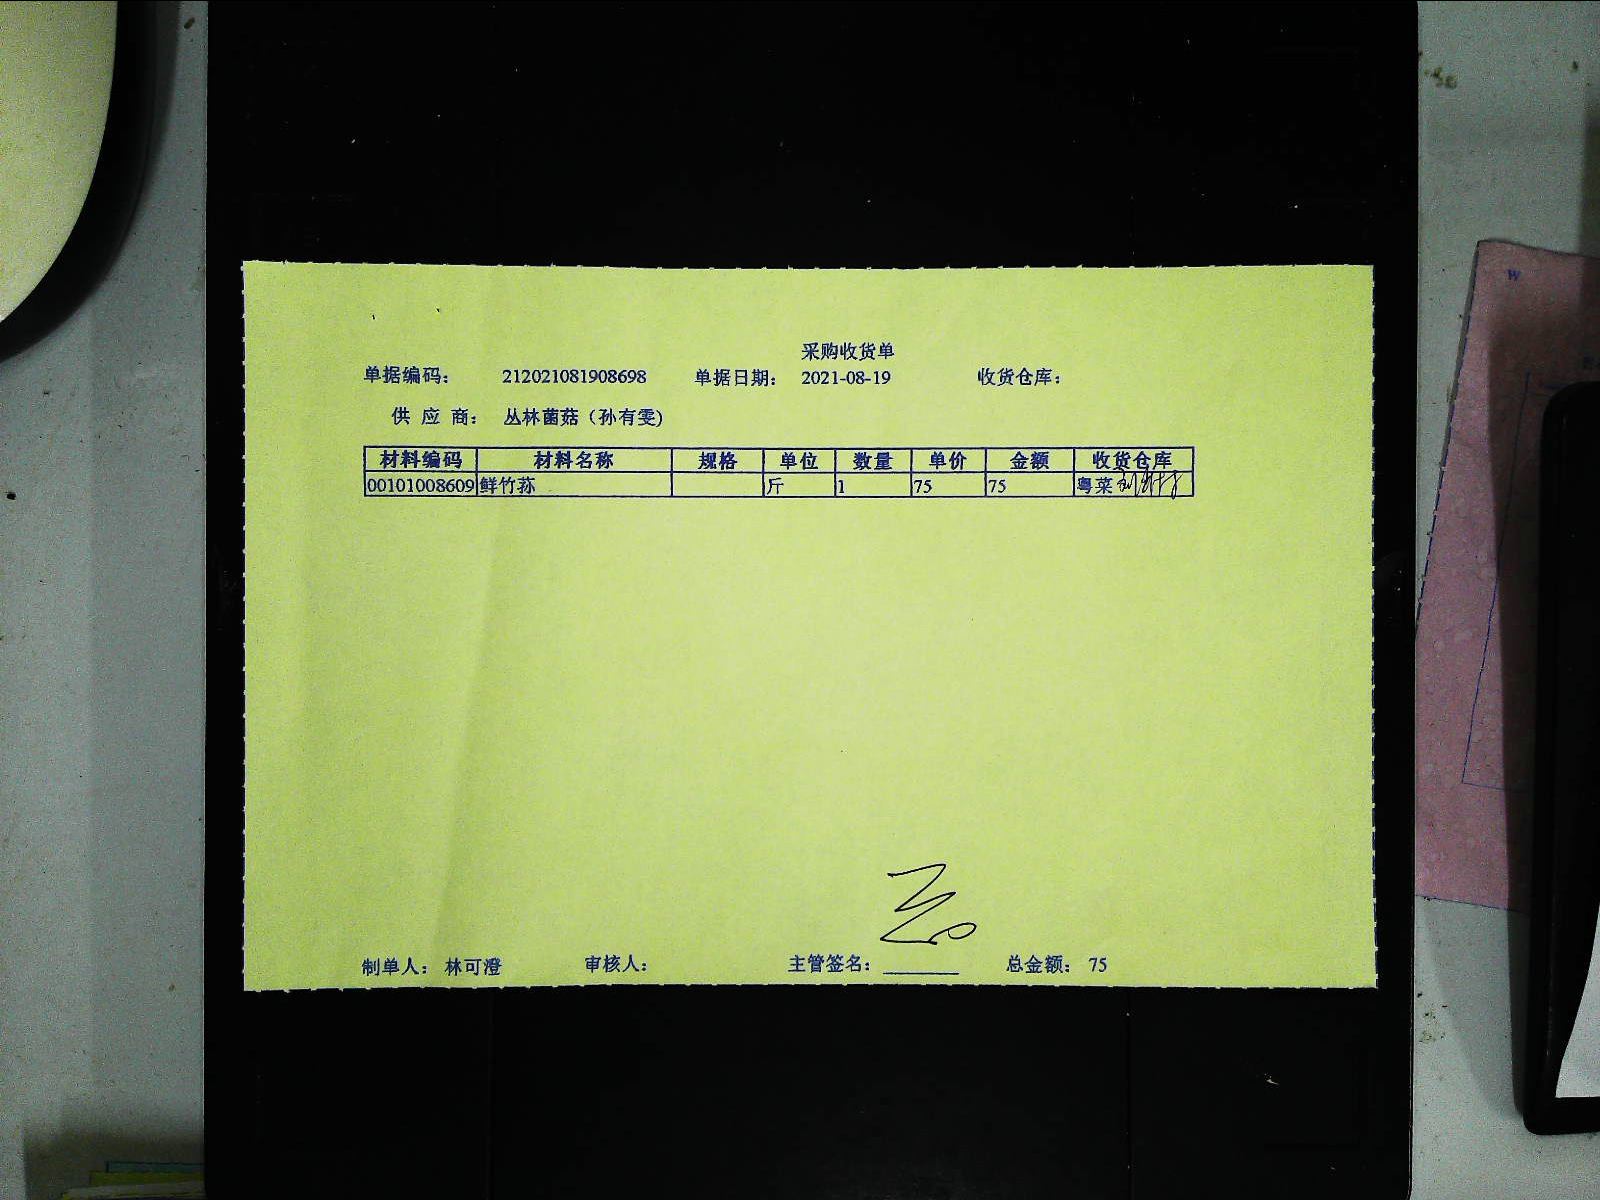 采购收货单
单据编码： 212021081908698 单据日期： 2021-08-19 收货仓库：
供 应 商： 丛林菌菇（孙有雯)
材料编码 材料名称 规格 单位 数量 单价 金额 收货仓库
00101008609 鲜竹荪 斤 1 75 75 粤菜
制单人： 林可澄 审核人： 主管签名： 总金额： 75
W